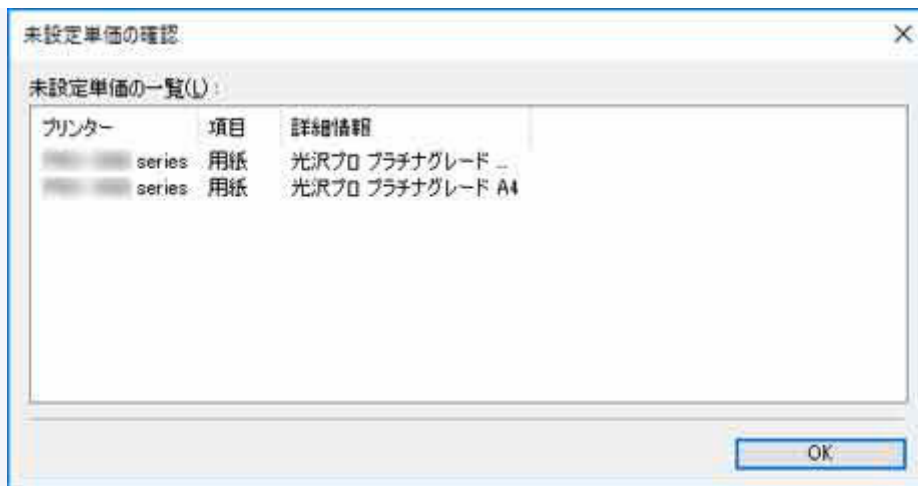 未設定単価の確認
未設定単価の一覧(L):
プリンター 項目 詳細情報
series 用紙 光沢プロ プラチナグレード ...
series 用紙 光沢プロ プラチナグレード A4
OK